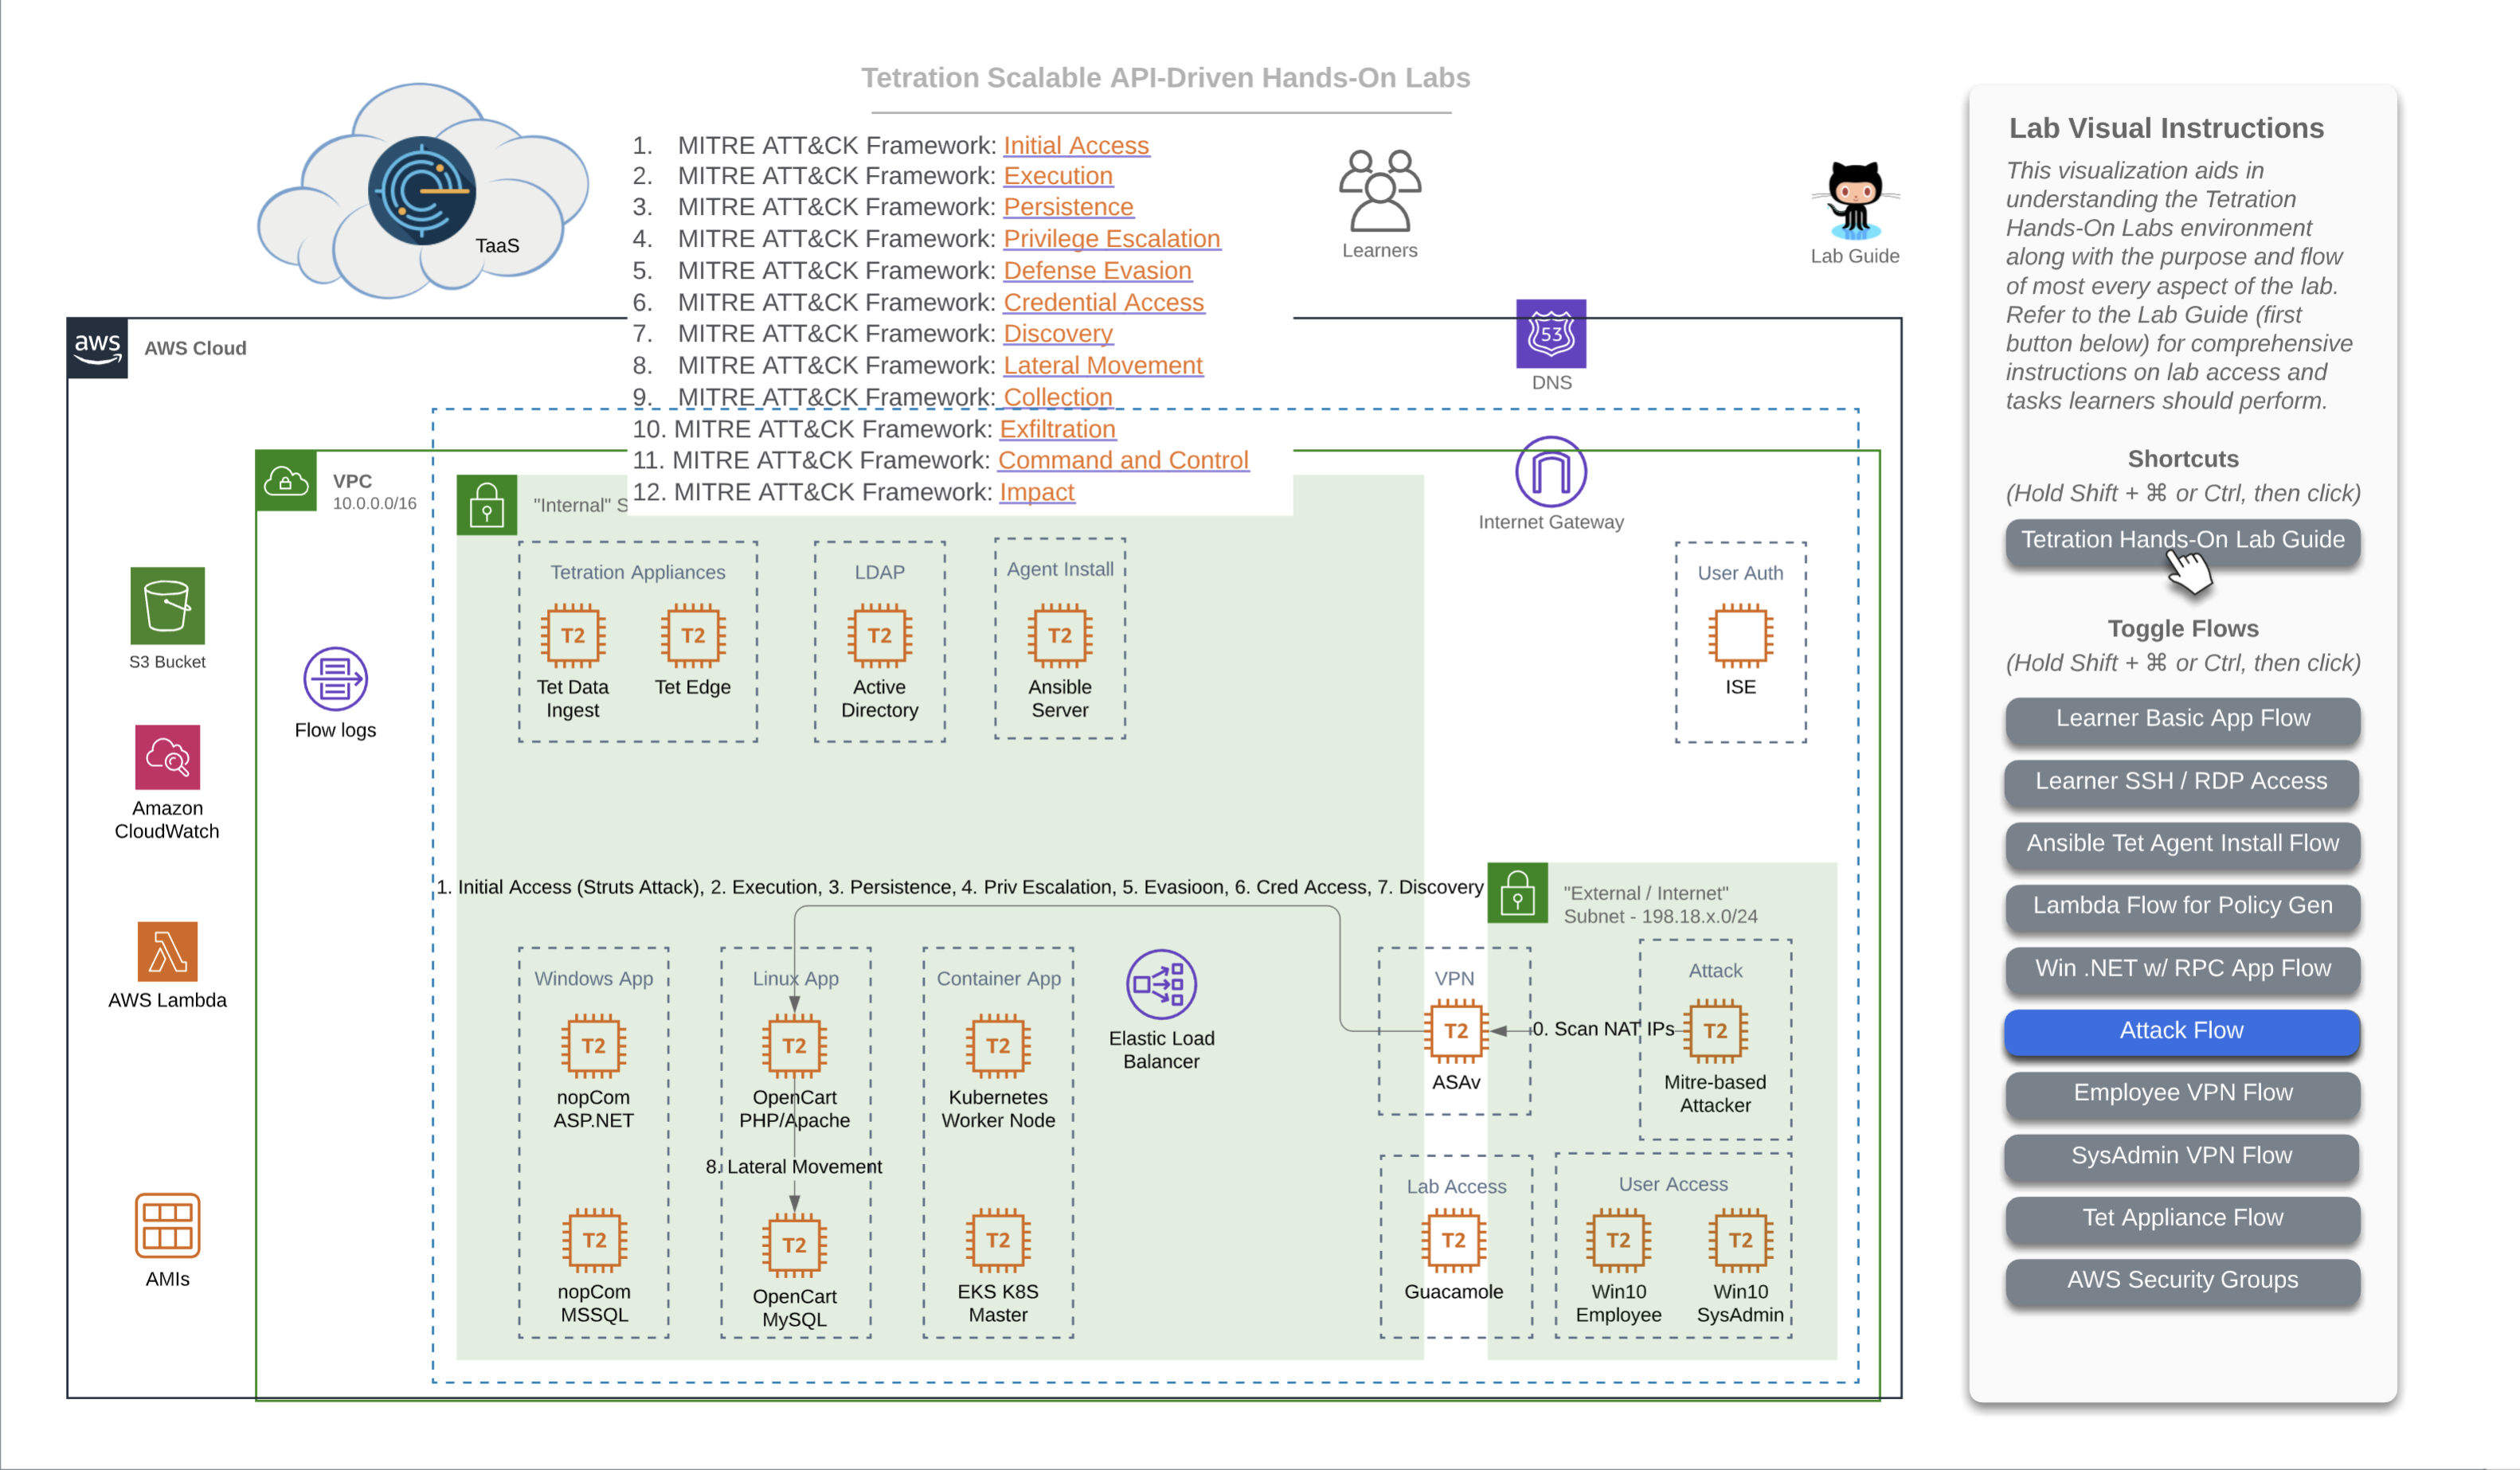 Tetration Scalable API-Driven Hands-On Labs
1. MITRE ATT&CK Framework: Initial Access
2. MITRE ATT&CK Framework: Execution
3. MITRE ATT&CK Framework: Persistence
4. MITRE ATT&CK Framework: Privilege Escalation
5. MITRE ATT&CK Framework: Defense Evasion
6. MITRE ATT&CK Framework: Credential Access
7. MITRE ATT&CK Framework: Discovery
8. MITRE ATT&CK Framework: Lateral Movement
9. MITRE ATT&CK Framework: Collection
10. MITRE ATT&CK Framework: Exfiltration
11. MITRE ATT&CK Framework: Command and Control
12. MITRE ATT&CK Framework: Impact
TaaS
Learners
Lab Guide
aws
AWS Cloud
53
DNS
VPC
10.0.0.0/16
"Internal" S
Internet Gateway
S3 Bucket
Amazon
CloudWatch
AWS Lambda
AMIs
Flow logs
Tetration Appliances
T2
Tet Data
Ingest
T2
Tet Edge
LDAP
T2
Active
Directory
Agent Install
T2
Ansible
Server
User Auth
ISE
1. Initial Access (Struts Attack), 2. Execution, 3. Persistence, 4. Priv Escalation, 5. Evasioon, 6. Cred Access, 7. Discovery
"External / Internet"
Subnet - 198.18.x.0/24
Windows App
T2
nopCom
ASP.NET
T2
nopCom
MSSQL
Linux App
T2
OpenCart
PHP/Apache
8. Lateral Movement
T2
OpenCart
MySQL
Container App
T2
Kubernetes
Worker Node
T2
EKS K8S
Master
Elastic Load
Balancer
VPN
T2
ASAv
0. Scan NAT IPs
Attack
T2
Mitre-based
Attacker
Lab Access
T2
Guacamole
User Access
T2
Win10
Employee
T2
Win10
SysAdmin
Lab Visual Instructions
This visualization aids in
understanding the Tetration
Hands-On Labs environment
along with the purpose and flow
of most every aspect of the lab.
Refer to the Lab Guide (first
button below) for comprehensive
instructions on lab access and
tasks learners should perform.
Shortcuts
(Hold Shift + ⌘ or Ctrl, then click)
Tetration Hands-On Lab Guide
Toggle Flows
(Hold Shift + ⌘ or Ctrl, then click)
Learner Basic App Flow
Learner SSH / RDP Access
Ansible Tet Agent Install Flow
Lambda Flow for Policy Gen
Win .NET w/ RPC App Flow
Attack Flow
Employee VPN Flow
SysAdmin VPN Flow
Tet Appliance Flow
AWS Security Groups